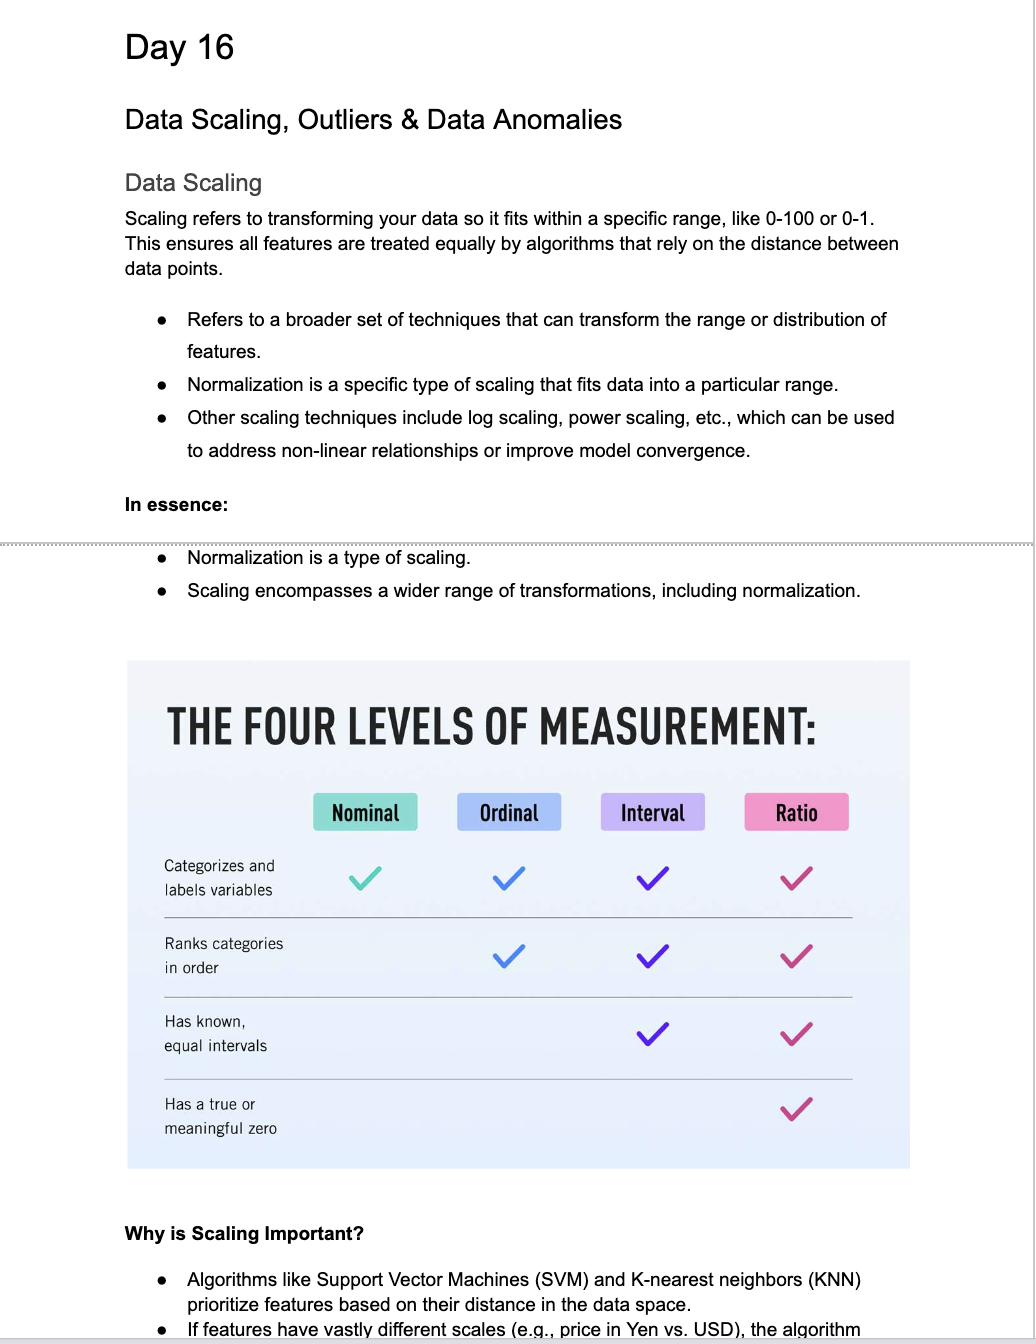 Day 16
Data Scaling, Outliers & Data Anomalies
Data Scaling
Scaling refers to transforming your data so it fits within a specific range, like 0-100 or 0-1.
This ensures all features are treated equally by algorithms that rely on the distance between
data points.
● Refers to a broader set of techniques that can transform the range or distribution of
features.
● Normalization is a specific type of scaling that fits data into a particular range.
● Other scaling techniques include log scaling, power scaling, etc., which can be used
to address non-linear relationships or improve model convergence.
In essence:
● Normalization is a type of scaling.
● Scaling encompasses a wider range of transformations, including normalization.
THE FOUR LEVELS OF MEASUREMENT:
Nominal Ordinal Interval Ratio
Categorizes and
labels variables
Ranks categories
in order
Has known,
equal intervals
Has a true or
meaningful zero
Why is Scaling Important?
● Algorithms like Support Vector Machines (SVM) and K-nearest neighbors (KNN)
prioritize features based on their distance in the data space.
● If features have vastly different scales (e.g., price in Yen vs. USD), the algorithm